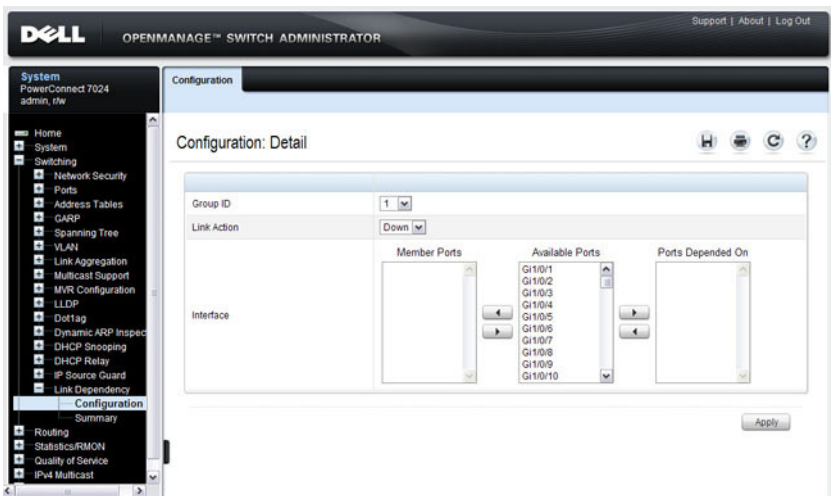 Support | About | Log Out
DELL
OPENMANAGE™ SWITCH ADMINISTRATOR
System
PowerConnect 7024
admin, r/w
Configuration
Home
System
Switching
Network Security
Ports
Address Tables
GARP
Spanning Tree
VLAN
Link Aggregation
Multicast Support
MVR Configuration
LLDP
Dot1ag
Dynamic ARP Inspec
DHCP Snooping
DHCP Relay
IP Source Guard
Link Dependency
Configuration
Summary
Routing
Statistics/RMON
Quality of Service
IPv4 Multicast
Configuration: Detail
Group ID
1
Link Action
Down
Interface
Member Ports
Available Ports
Ports Depended On
Gi1/0/1
Gi1/0/2
Gi1/0/3
Gi1/0/4
Gi1/0/5
Gi1/0/6
Gi1/0/7
Gi1/0/8
Gi1/0/9
Gi1/0/10
Apply